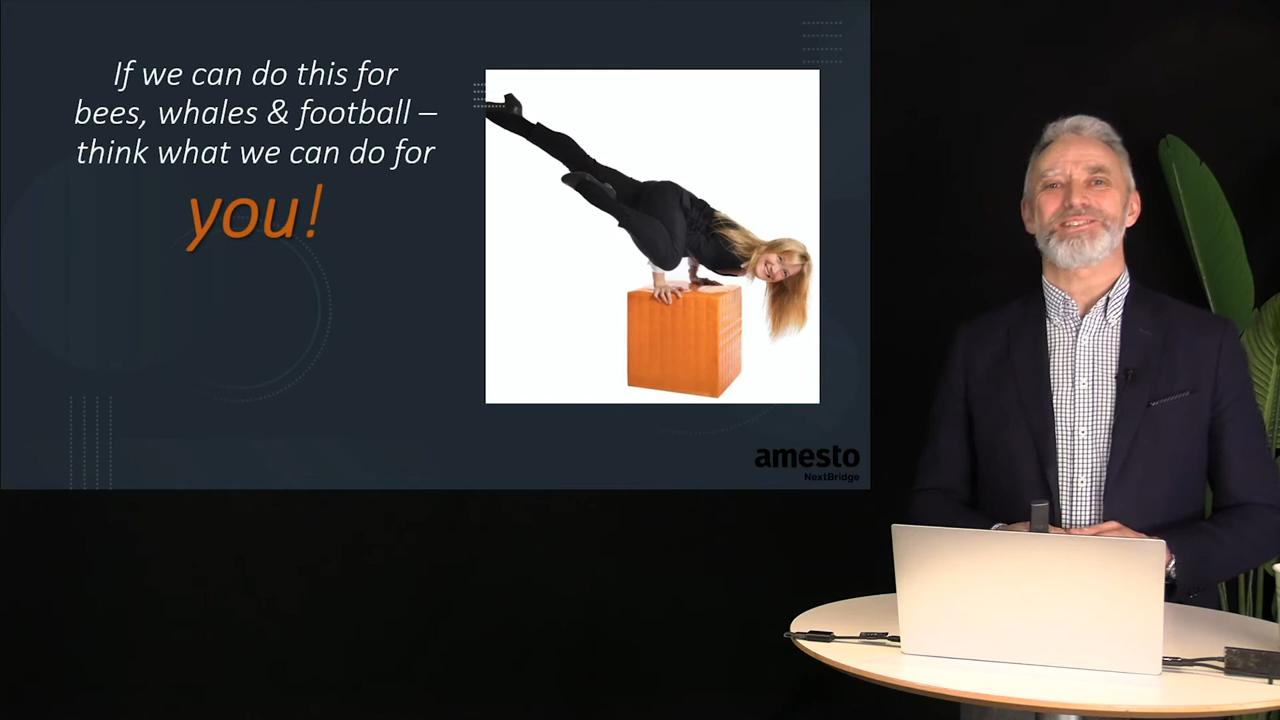 If we can do this for
bees, whales & football –
think what we can do for
you!
amesto
NextBridge